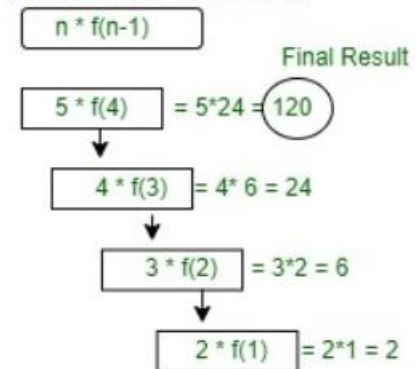 n * f(n-1)
Final Result
5 * f(4) = 5*24 = 120
4 * f(3) = 4* 6 = 24
3 * f(2) = 3*2 = 6
2 * f(1) = 2*1 = 2